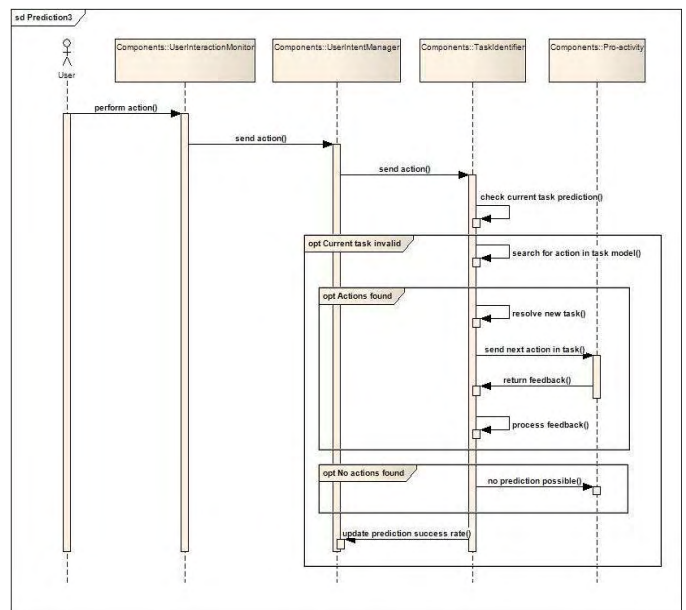 sd Prediction3
User
Components::UserInteractionMonitor
Components::UserIntentManager
Components::TaskIdentifier
Components::Pro-activity
perform action()
send action()
send action()
check current task prediction()
opt Current task invalid
search for action in task model()
opt Actions found
resolve new task()
send next action in task()
return feedback()
process feedback()
opt No actions found
no prediction possible()
update prediction success rate()